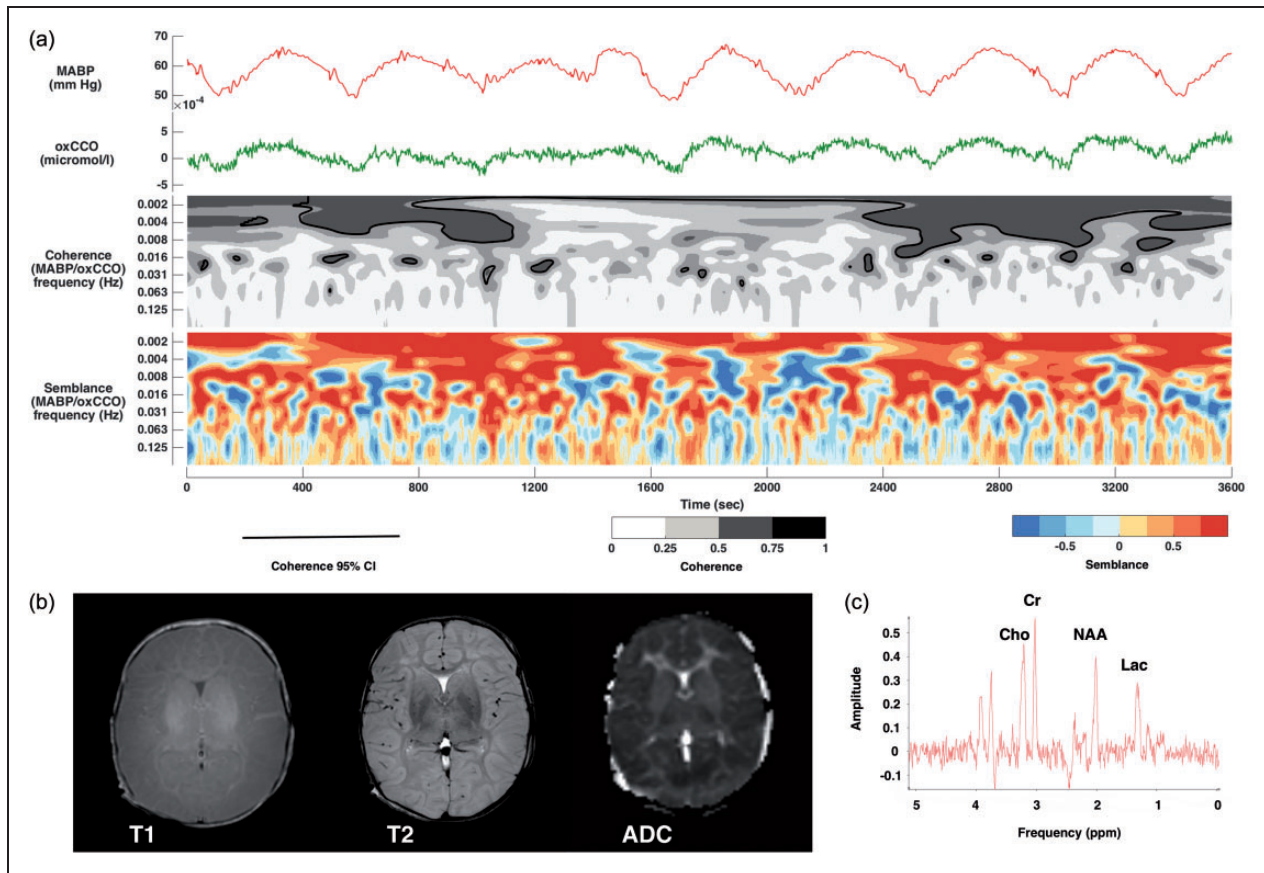 (a)
70
60
50
MABP
(mm Hg)
×10⁻⁴
5
0
-5
oxCCO
(micromol/l)
0.002
0.004
0.008
0.016
0.031
0.063
0.125
Coherence
(MABP/oxCCO)
frequency (Hz)
0.002
0.004
0.008
0.016
0.031
0.063
0.125
Semblance
(MABP/oxCCO)
frequency (Hz)
0 400 800 1200 1600 2000 2400 2800 3200 3600
Time (sec)
Coherence 95% CI
0 0.25 0.5 0.75 1
Coherence
-0.5 0 0.5
Semblance
(b)
T1
T2
ADC
(c)
Cr
Cho
NAA
Lac
0.5
0.4
0.3
0.2
0.1
0
-0.1
Amplitude
5 4 3 2 1 0
Frequency (ppm)